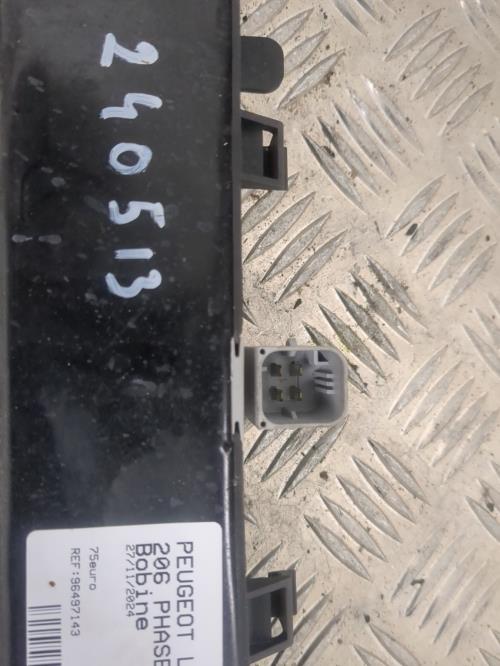 240513
PEUGEOT L
206 PHASE
Bobine
27/11/2024
75euro
REF:96497143